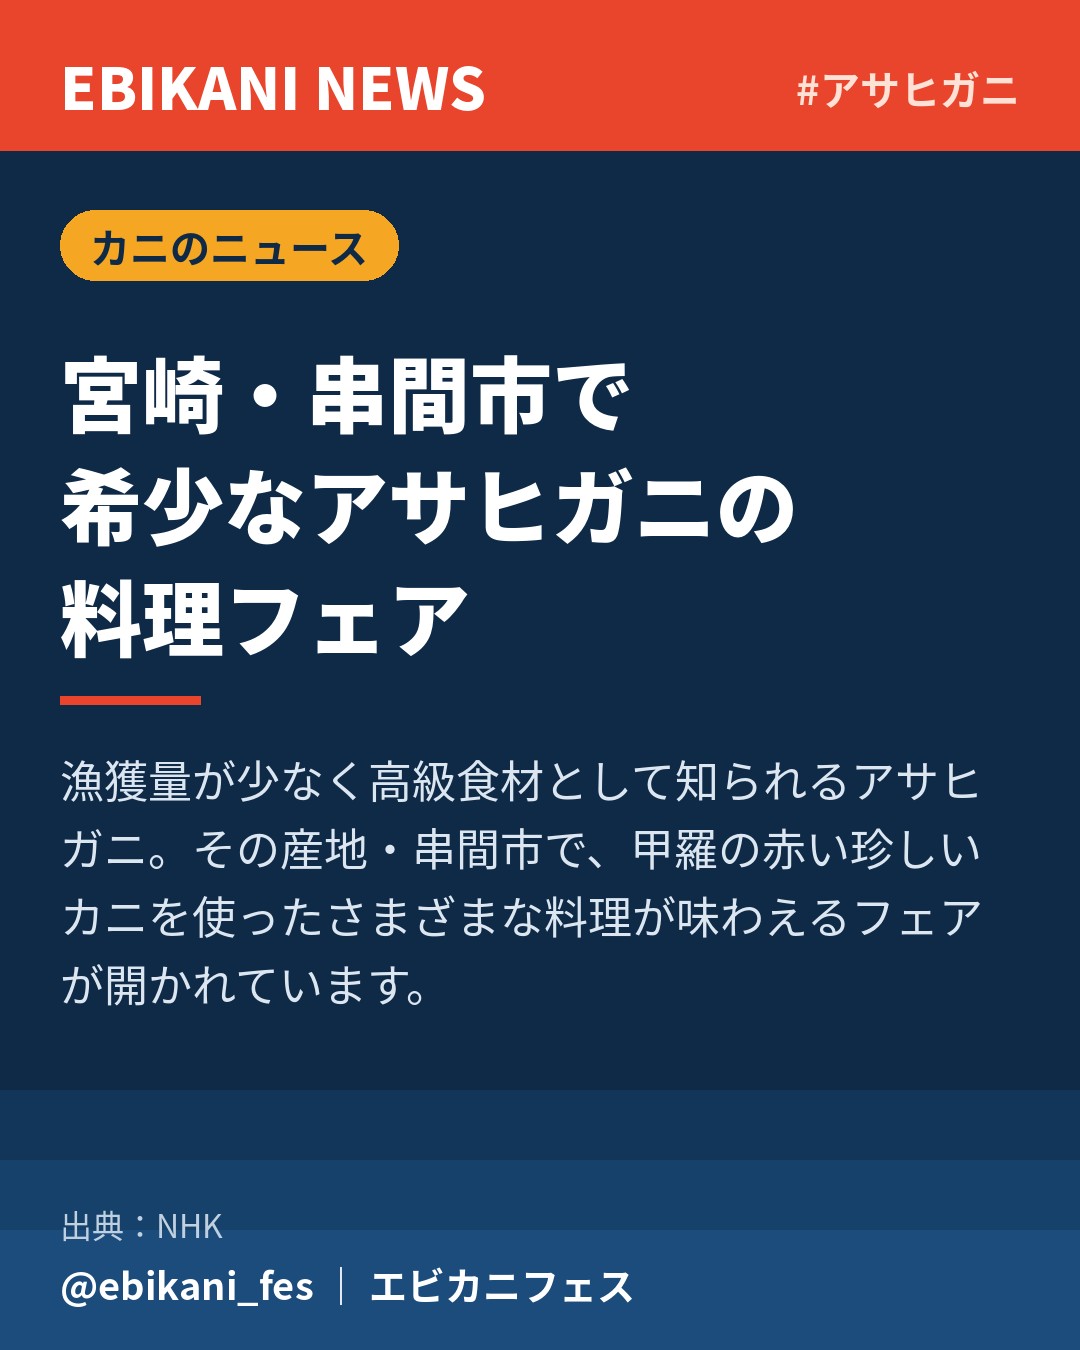 EBIKANI NEWS
#アサヒガニ
カニのニュース
宮崎・串間市で
希少なアサヒガニの
料理フェア
漁獲量が少なく高級食材として知られるアサヒ
ガニ。その産地・串間市で、甲羅の赤い珍しい
カニを使ったさまざまな料理が味わえるフェア
が開かれています。
出典：NHK
@ebikani_fes ｜ エビカニフェス